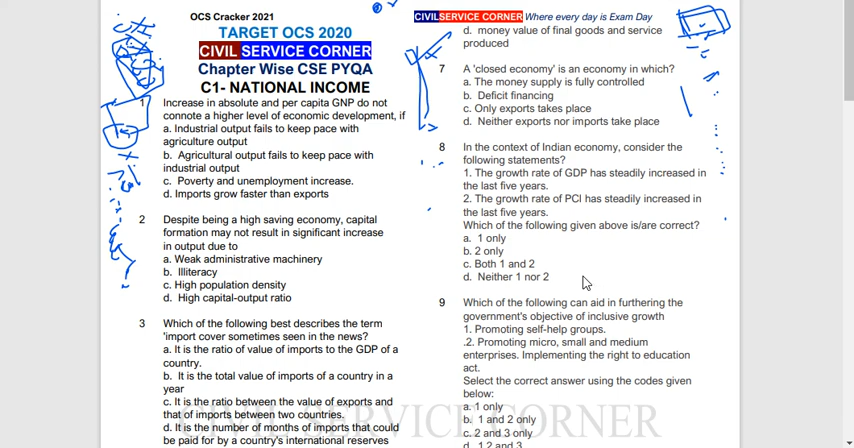 OCS Cracker 2021
TARGET OCS 2020
CIVIL SERVICE CORNER
Chapter Wise CSE PYQA
C1- NATIONAL INCOME
1 Increase in absolute and per capita GNP do not
connote a higher level of economic development, if
a. Industrial output fails to keep pace with
agriculture output
b. Agricultural output fails to keep pace with
industrial output
c. Poverty and unemployment increase.
d. Imports grow faster than exports
2 Despite being a high saving economy, capital
formation may not result in significant increase
in output due to
a. Weak administrative machinery
b. Illiteracy
c. High population density
d. High capital-output ratio
3 Which of the following best describes the term
'import cover sometimes seen in the news?
a. It is the ratio of value of imports to the GDP of a
country.
b. It is the total value of imports of a country in a
year
c. It is the ratio between the value of exports and
that of imports between two countries.
d. It is the number of months of imports that could
be paid for by a country's international reserves
CIVILSERVICE CORNER Where every day is Exam Day
d. money value of final goods and service
produced
7 A 'closed economy' is an economy in which?
a. The money supply is fully controlled
b. Deficit financing
c. Only exports takes place
d. Neither exports nor imports take place
8 In the context of Indian economy, consider the
following statements?
1. The growth rate of GDP has steadily increased in
the last five years.
2. The growth rate of PCI has steadily increased in
the last five years.
Which of the following given above is/are correct?
a. 1 only
b. 2 only
c. Both 1 and 2
d. Neither 1 nor 2
9 Which of the following can aid in furthering the
government's objective of inclusive growth
1. Promoting self-help groups.
.2. Promoting micro, small and medium
enterprises. Implementing the right to education
act.
Select the correct answer using the codes given
below:
a. 1 only
b. 1 and 2 only
c. 2 and 3 only
d. 1,2 and 3
CIVIL SERVICE CORNER